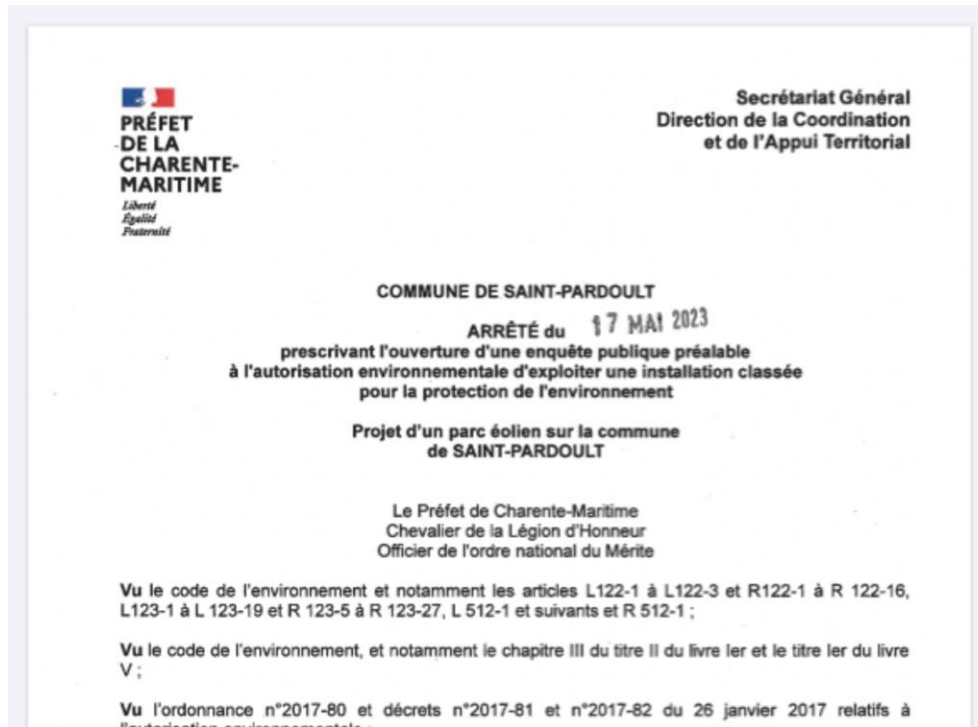 PRÉFET
DE LA
CHARENTE-
MARITIME
Liberté
Égalité
Fraternité
Secrétariat Général
Direction de la Coordination
et de l'Appui Territorial
COMMUNE DE SAINT-PARDOULT
ARRÊTÉ du 17 MAI 2023
prescrivant l'ouverture d'une enquête publique préalable
à l'autorisation environnementale d'exploiter une installation classée
pour la protection de l'environnement
Projet d'un parc éolien sur la commune
de SAINT-PARDOULT
Le Préfet de Charente-Maritime
Chevalier de la Légion d'Honneur
Officier de l'ordre national du Mérite
Vu le code de l'environnement et notamment les articles L122-1 à L122-3 et R122-1 à R 122-16,
L123-1 à L 123-19 et R 123-5 à R 123-27, L 512-1 et suivants et R 512-1 ;
Vu le code de l'environnement, et notamment le chapitre III du titre II du livre Ier et le titre Ier du livre
V ;
Vu l'ordonnance n°2017-80 et décrets n°2017-81 et n°2017-82 du 26 janvier 2017 relatifs à
l'autorisation environnementale ;